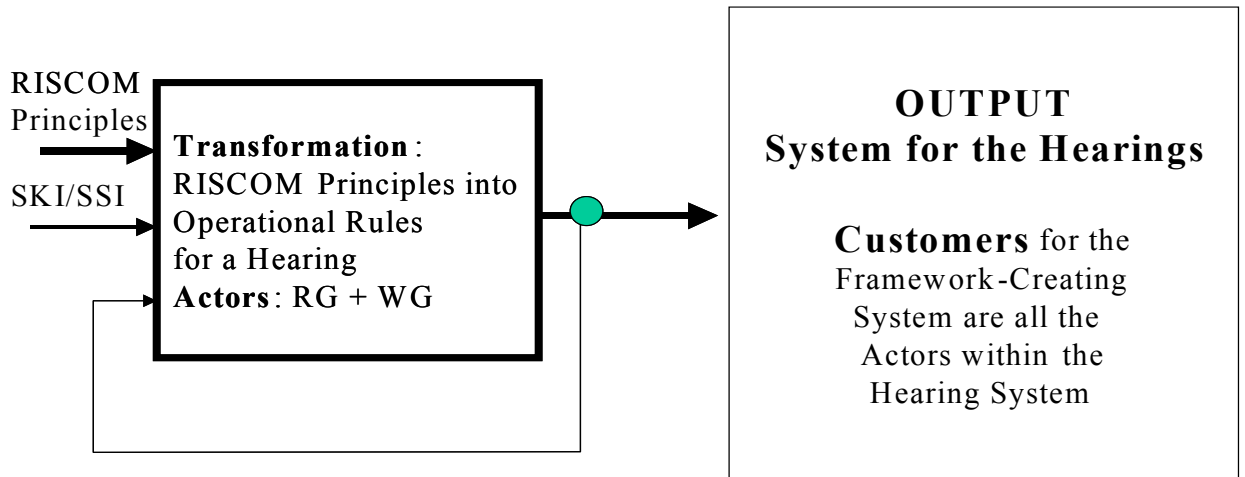 RISCOM
Principles
SKI/SSI
Transformation:
RISCOM Principles into
Operational Rules
for a Hearing
Actors: RG + WG
OUTPUT
System for the Hearings
Customers for the
Framework-Creating
System are all the
Actors within the
Hearing System